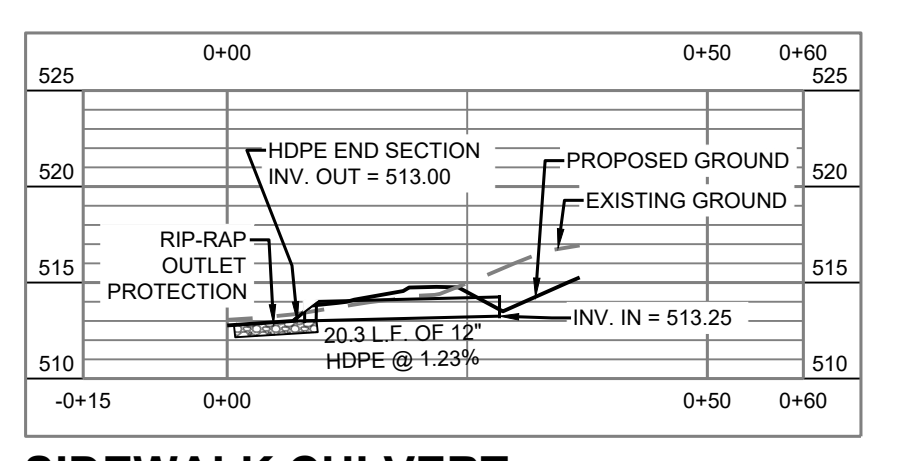 0+00 0+50 0+60
525 525
HDPE END SECTION
INV. OUT = 513.00
PROPOSED GROUND
520 520
EXISTING GROUND
RIP-RAP
OUTLET
PROTECTION
515 515
INV. IN = 513.25
20.3 L.F. OF 12"
HDPE @ 1.23%
510 510
-0+15 0+00 0+50 0+60
SIDEWALK CULVERT